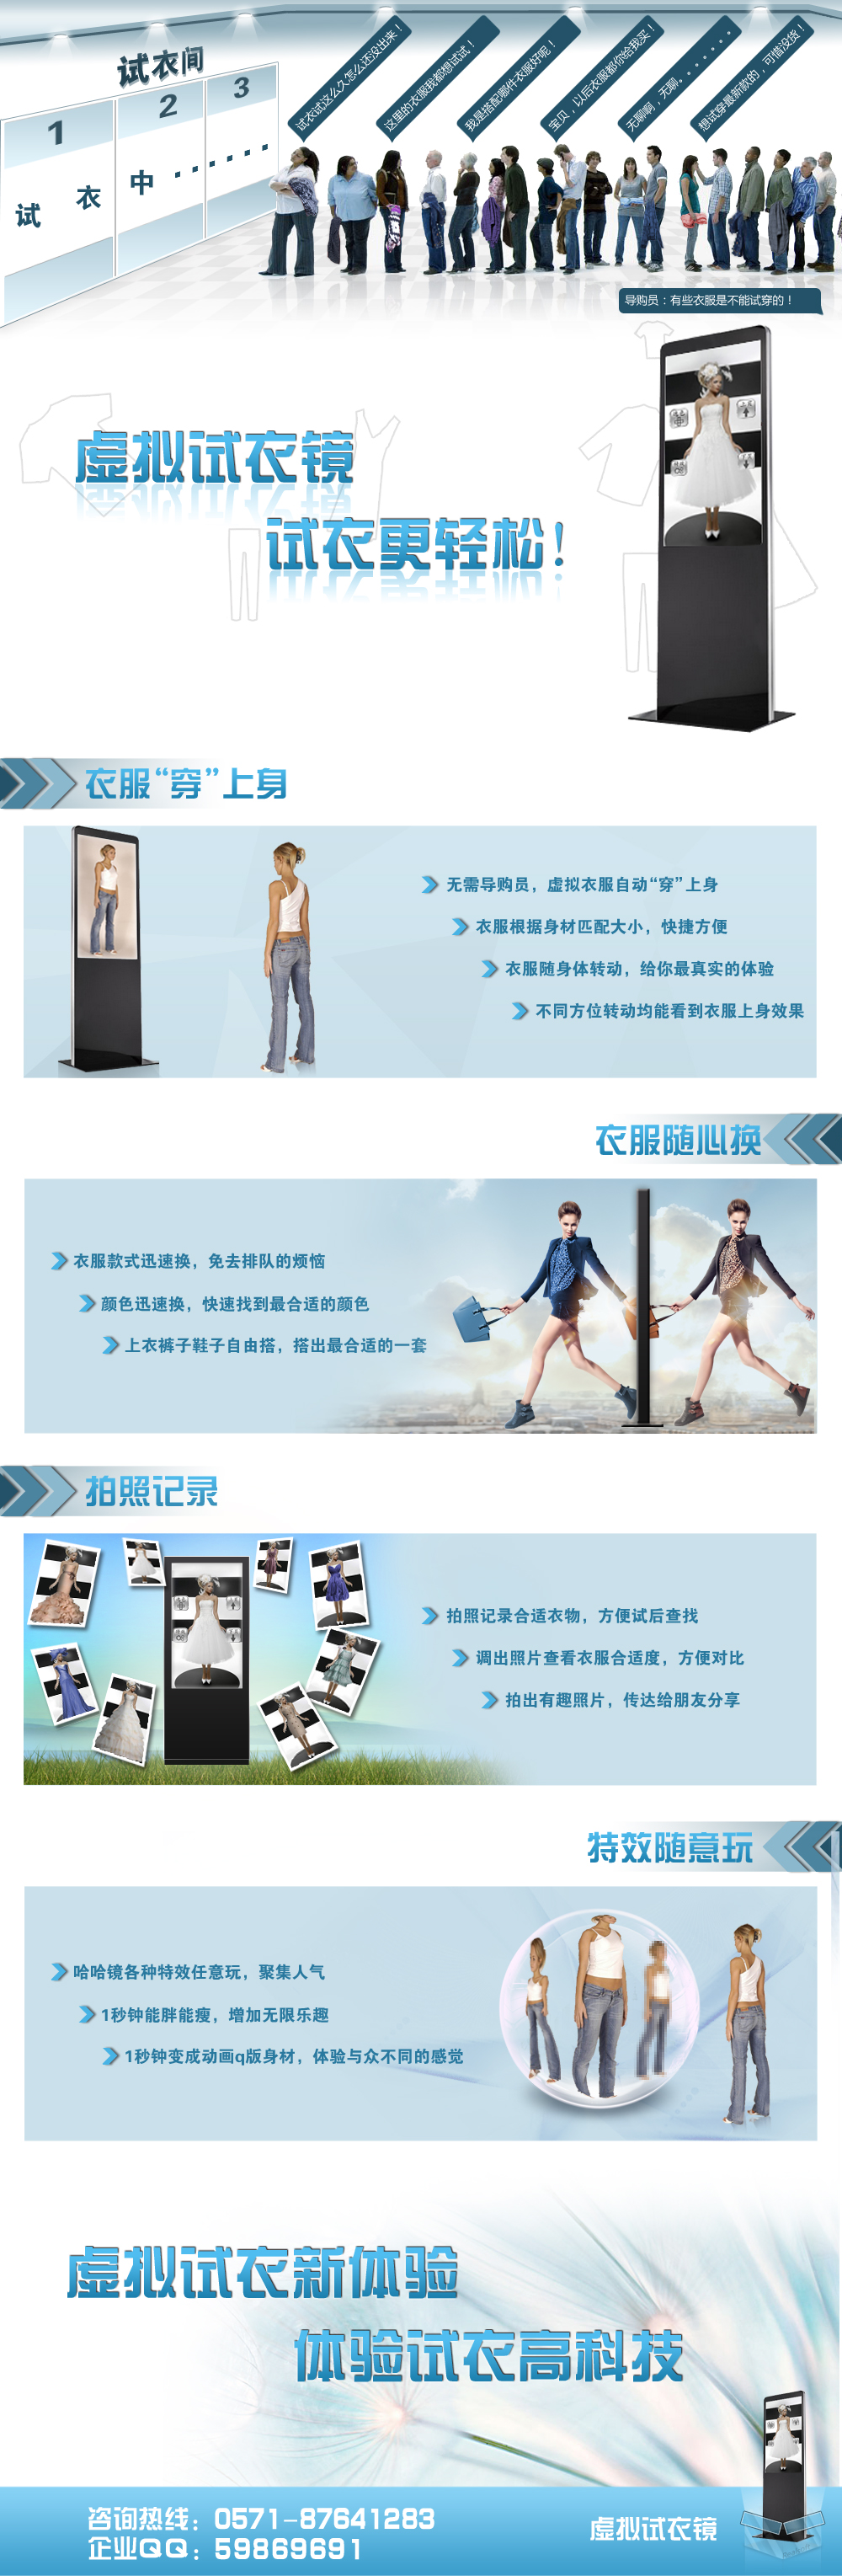 试衣间
1
2
3
试衣中......
试衣试这么久怎么还没出来！
这里的衣服我都想试试！
我是搭配哪件衣服好呢！
宝贝，以后衣服都你给我买！
无聊啊，无聊。。。。。。。
想试穿最新款的，可惜没货！
导购员：有些衣服是不能试穿的！
虚拟试衣镜
试衣更轻松！
衣服“穿”上身
无需导购员，虚拟衣服自动“穿”上身
衣服根据身材匹配大小，快捷方便
衣服随身体转动，给你最真实的体验
不同方位转动均能看到衣服上身效果
衣服随心换
衣服款式迅速换，免去排队的烦恼
颜色迅速换，快速找到最合适的颜色
上衣裤子鞋子自由搭，搭出最合适的一套
拍照记录
拍照记录合适衣物，方便试后查找
调出照片查看衣服合适度，方便对比
拍出有趣照片，传达给朋友分享
特效随意玩
哈哈镜各种特效任意玩，聚集人气
1秒钟能胖能瘦，增加无限乐趣
1秒钟变成动画q版身材，体验与众不同的感觉
虚拟试衣新体验
体验试衣高科技
咨询热线：0571-87641283
企业QQ：59869691
虚拟试衣镜